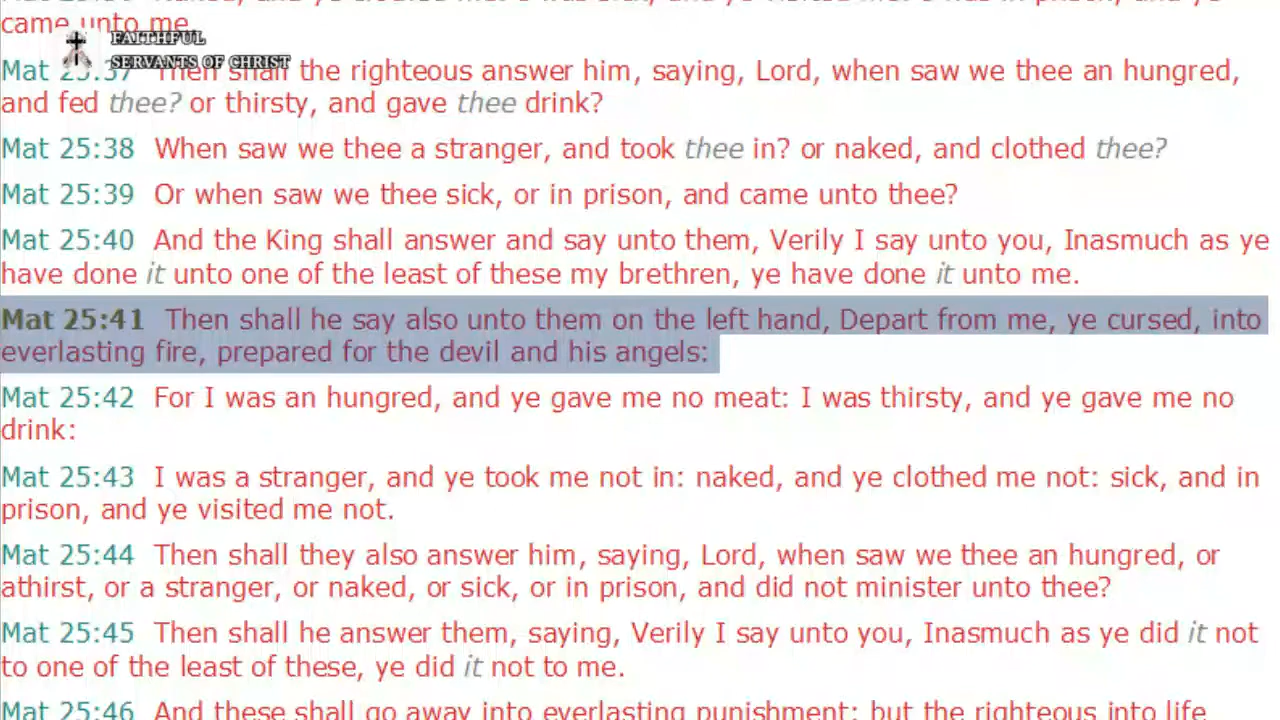 came unto me.
FAITHFUL
SERVANTS OF CHRIST
Mat 25:37 Then shall the righteous answer him, saying, Lord, when saw we thee an hungred,
and fed thee? or thirsty, and gave thee drink?
Mat 25:38 When saw we thee a stranger, and took thee in? or naked, and clothed thee?
Mat 25:39 Or when saw we thee sick, or in prison, and came unto thee?
Mat 25:40 And the King shall answer and say unto them, Verily I say unto you, Inasmuch as ye
have done it unto one of the least of these my brethren, ye have done it unto me.
Mat 25:41 Then shall he say also unto them on the left hand, Depart from me, ye cursed, into
everlasting fire, prepared for the devil and his angels:
Mat 25:42 For I was an hungred, and ye gave me no meat: I was thirsty, and ye gave me no
drink:
Mat 25:43 I was a stranger, and ye took me not in: naked, and ye clothed me not: sick, and in
prison, and ye visited me not.
Mat 25:44 Then shall they also answer him, saying, Lord, when saw we thee an hungred, or
athirst, or a stranger, or naked, or sick, or in prison, and did not minister unto thee?
Mat 25:45 Then shall he answer them, saying, Verily I say unto you, Inasmuch as ye did it not
to one of the least of these, ye did it not to me.
Mat 25:46 And these shall go away into everlasting punishment: but the righteous into life